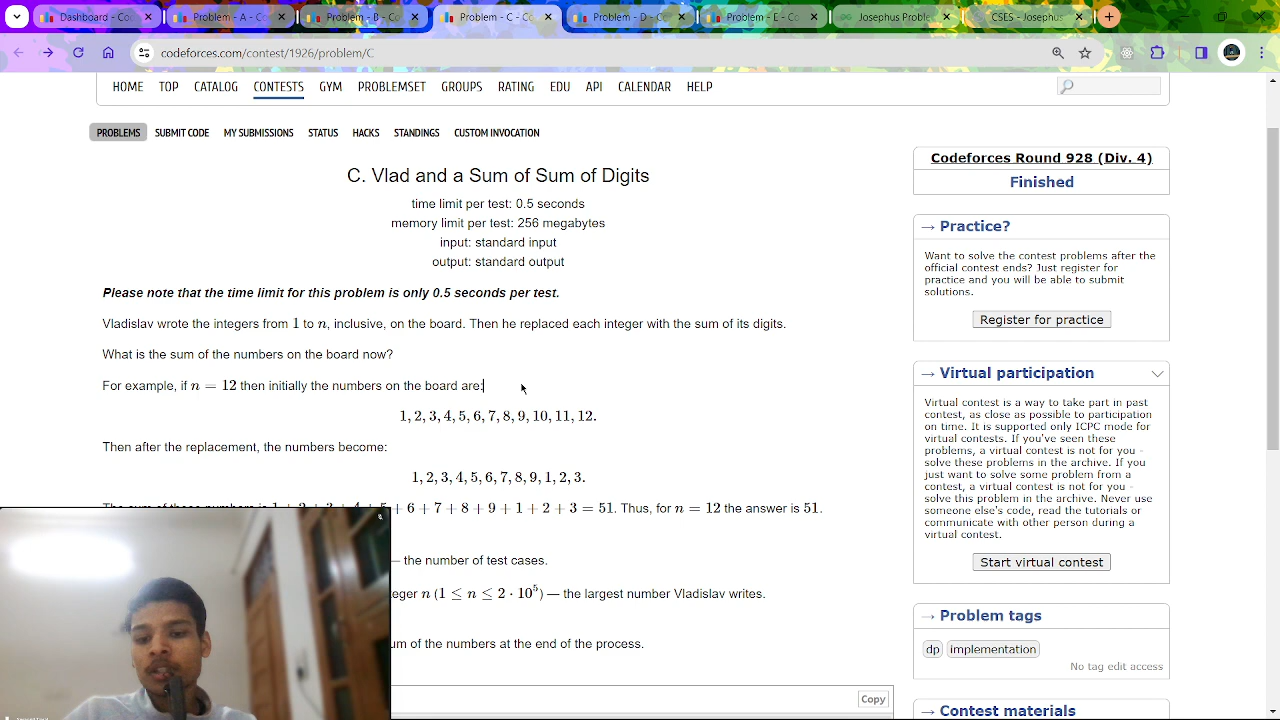 Dashboard - Co
Problem - A - Co
Problem - B - Co
Problem - C - Co
Problem - D - Co
Problem - E - Co
Josephus Proble
CSES - Josephus
codeforces.com/contest/1926/problem/C
HOME TOP CATALOG CONTESTS GYM PROBLEMSET GROUPS RATING EDU API CALENDAR HELP
PROBLEMS SUBMIT CODE MY SUBMISSIONS STATUS HACKS STANDINGS CUSTOM INVOCATION
C. Vlad and a Sum of Sum of Digits
time limit per test: 0.5 seconds
memory limit per test: 256 megabytes
input: standard input
output: standard output
Please note that the time limit for this problem is only 0.5 seconds per test.
Vladislav wrote the integers from 1 to n, inclusive, on the board. Then he replaced each integer with the sum of its digits.
What is the sum of the numbers on the board now?
For example, if n = 12 then initially the numbers on the board are:
1, 2, 3, 4, 5, 6, 7, 8, 9, 10, 11, 12.
Then after the replacement, the numbers become:
1, 2, 3, 4, 5, 6, 7, 8, 9, 1, 2, 3.
The sum of these numbers is 1 + 2 + 3 + 4 + 5 + 6 + 7 + 8 + 9 + 1 + 2 + 3 = 51. Thus, for n = 12 the answer is 51.
— the number of test cases.
eger n (1 ≤ n ≤ 2 · 10⁵) — the largest number Vladislav writes.
um of the numbers at the end of the process.
Copy
Codeforces Round 928 (Div. 4)
Finished
→ Practice?
Want to solve the contest problems after the
official contest ends? Just register for
practice and you will be able to submit
solutions.
Register for practice
→ Virtual participation
Virtual contest is a way to take part in past
contest, as close as possible to participation
on time. It is supported only ICPC mode for
virtual contests. If you've seen these
problems, a virtual contest is not for you -
solve these problems in the archive. If you
just want to solve some problem from a
contest, a virtual contest is not for you -
solve this problem in the archive. Never use
someone else's code, read the tutorials or
communicate with other person during a
virtual contest.
Start virtual contest
→ Problem tags
dp implementation
No tag edit access
→ Contest materials